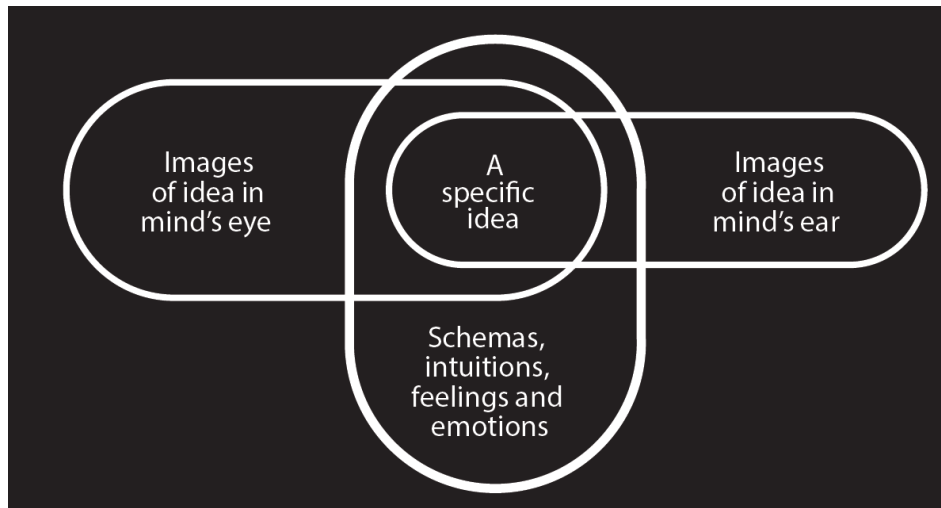 Images
of idea in
mind's eye
A
specific
idea
Images
of idea in
mind's ear
Schemas,
intuitions,
feelings and
emotions